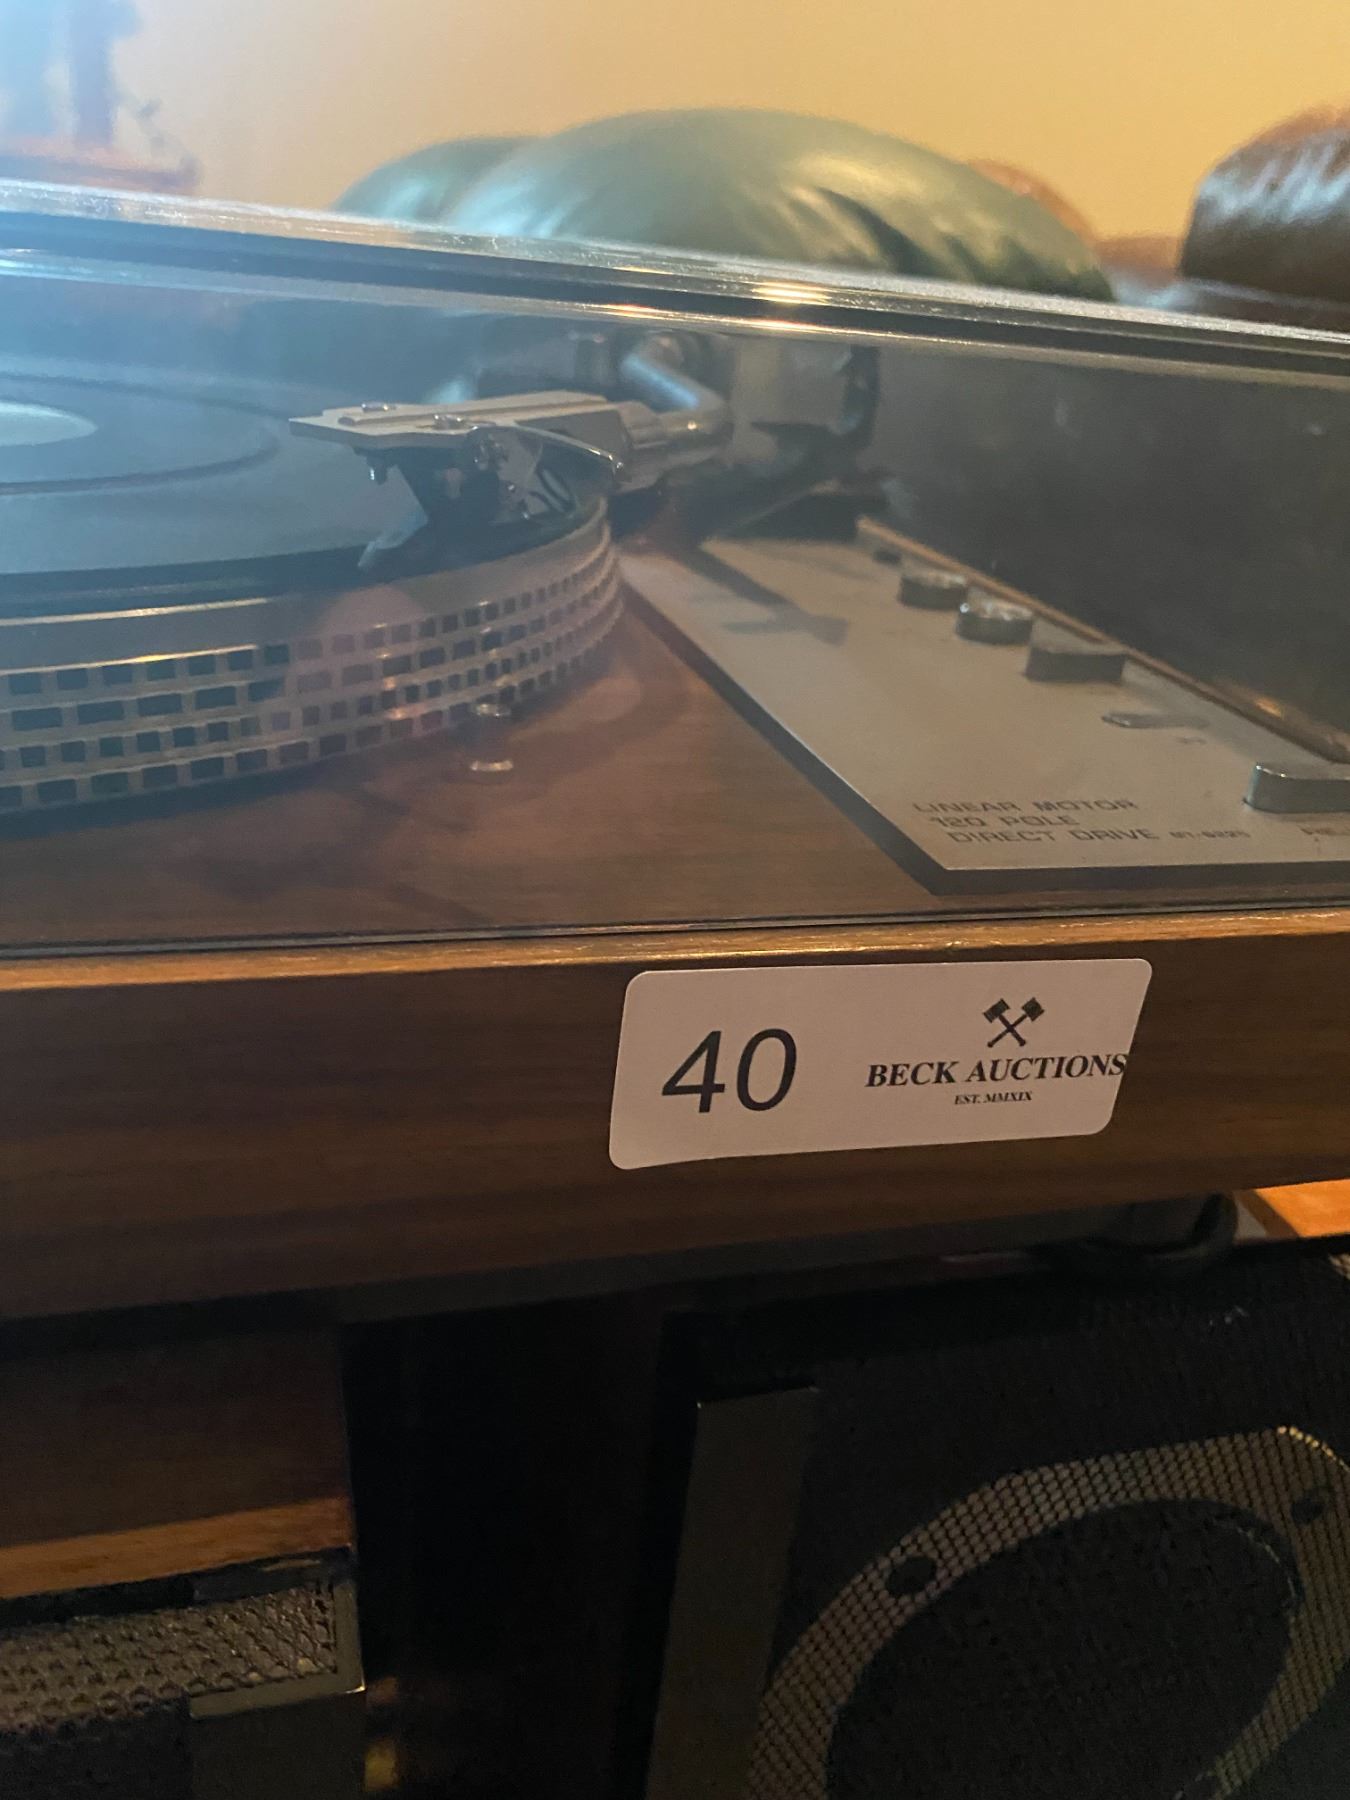 LINEAR MOTOR
120 POLE
DIRECT DRIVE
40
BECK AUCTIONS
EST. MMXIX